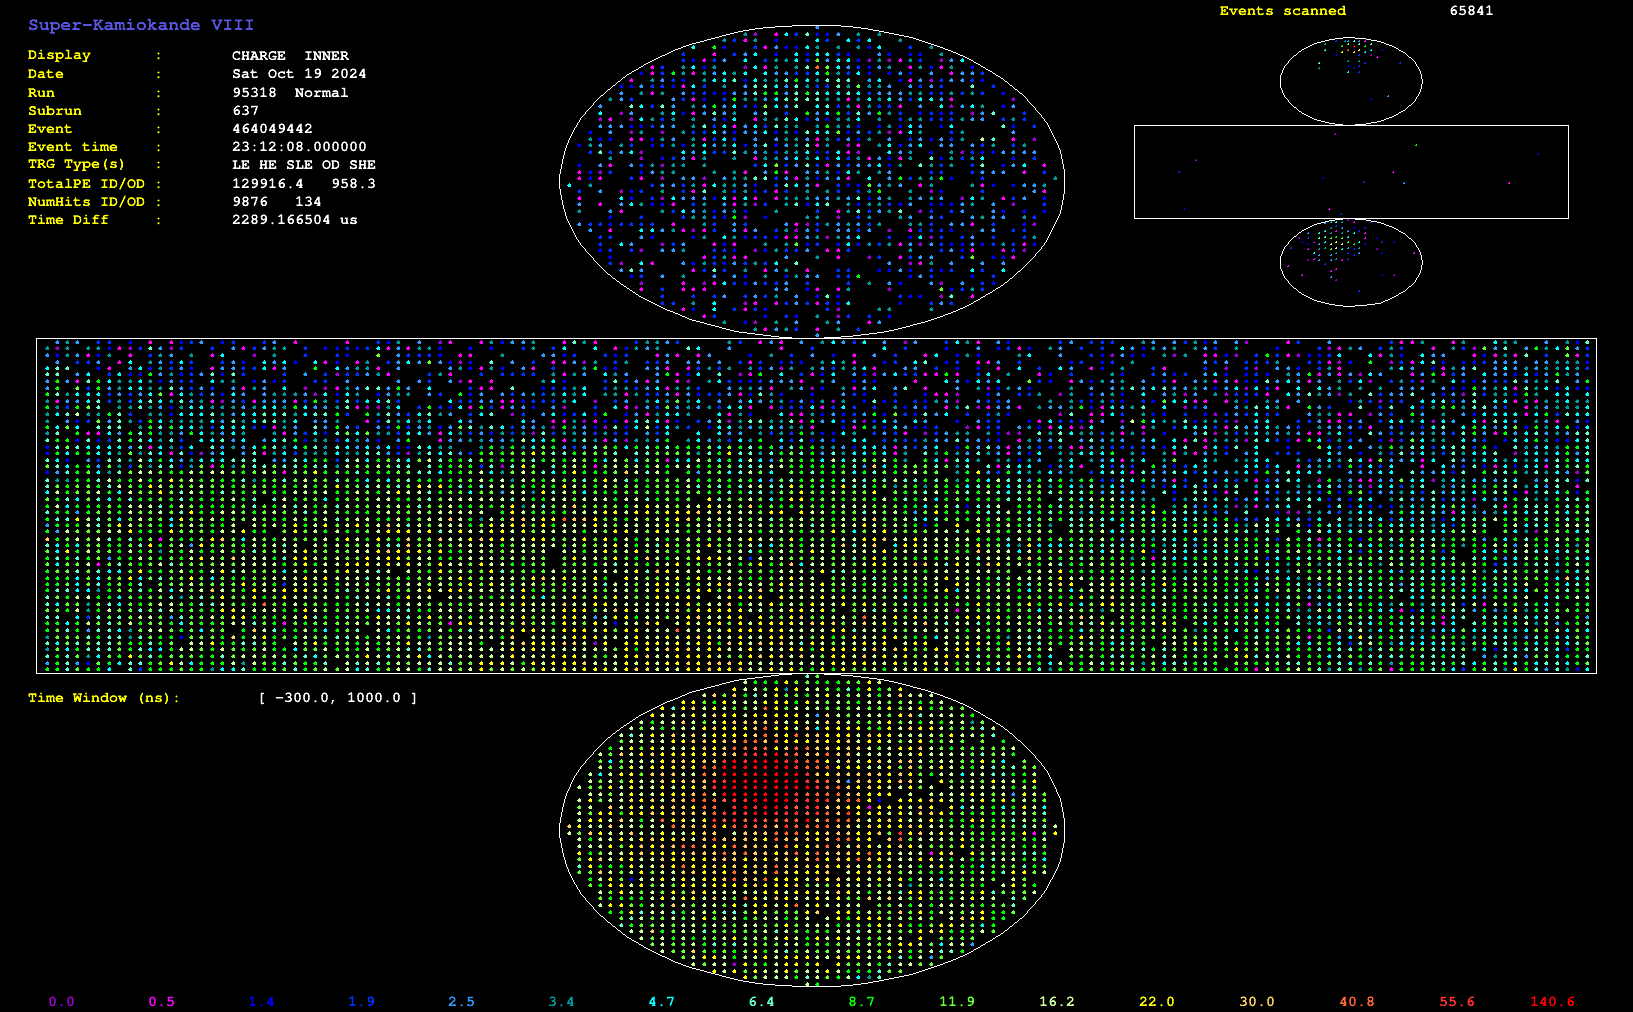 Super-Kamiokande VIII
Events scanned 65841
Display : CHARGE INNER
Date : Sat Oct 19 2024
Run : 95318 Normal
Subrun : 637
Event : 464049442
Event time : 23:12:08.000000
TRG Type(s) : LE HE SLE OD SHE
TotalPE ID/OD : 129916.4 958.3
NumHits ID/OD : 9876 134
Time Diff : 2289.166504 us
Time Window (ns): [ −300.0, 1000.0 ]
0.0 0.5 1.4 1.9 2.5 3.4 4.7 6.4 8.7 11.9 16.2 22.0 30.0 40.8 55.6 140.6